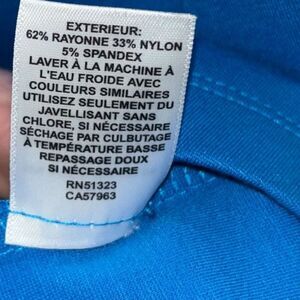 EXTERIEUR:
62% RAYONNE 33% NYLON
5% SPANDEX
LAVER À LA MACHINE À
L'EAU FROIDE AVEC
COULEURS SIMILAIRES
UTILISEZ SEULEMENT DU
JAVELLISANT SANS
CHLORE, SI NÉCESSAIRE
SÉCHAGE PAR CULBUTAGE
À TEMPÉRATURE BASSE
REPASSAGE DOUX
SI NÉCESSAIRE
RN51323
CA57963